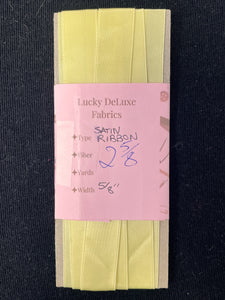 Lucky DeLuxe
Fabrics
Type SATIN RIBBON
Fiber
Yards 2 5/8
Width 5/8"